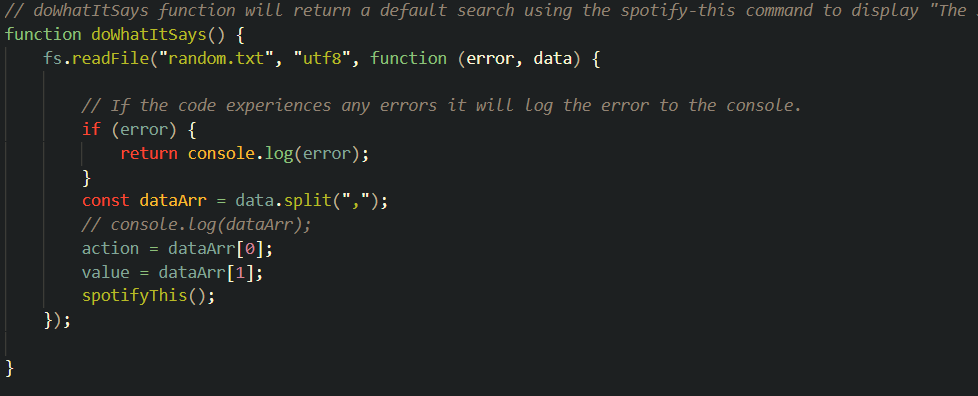 // doWhatItSays function will return a default search using the spotify-this command to display "The
function doWhatItSays() {
fs.readFile("random.txt", "utf8", function (error, data) {
// If the code experiences any errors it will log the error to the console.
if (error) {
return console.log(error);
}
const dataArr = data.split(",");
// console.log(dataArr);
action = dataArr[0];
value = dataArr[1];
spotifyThis();
});
}